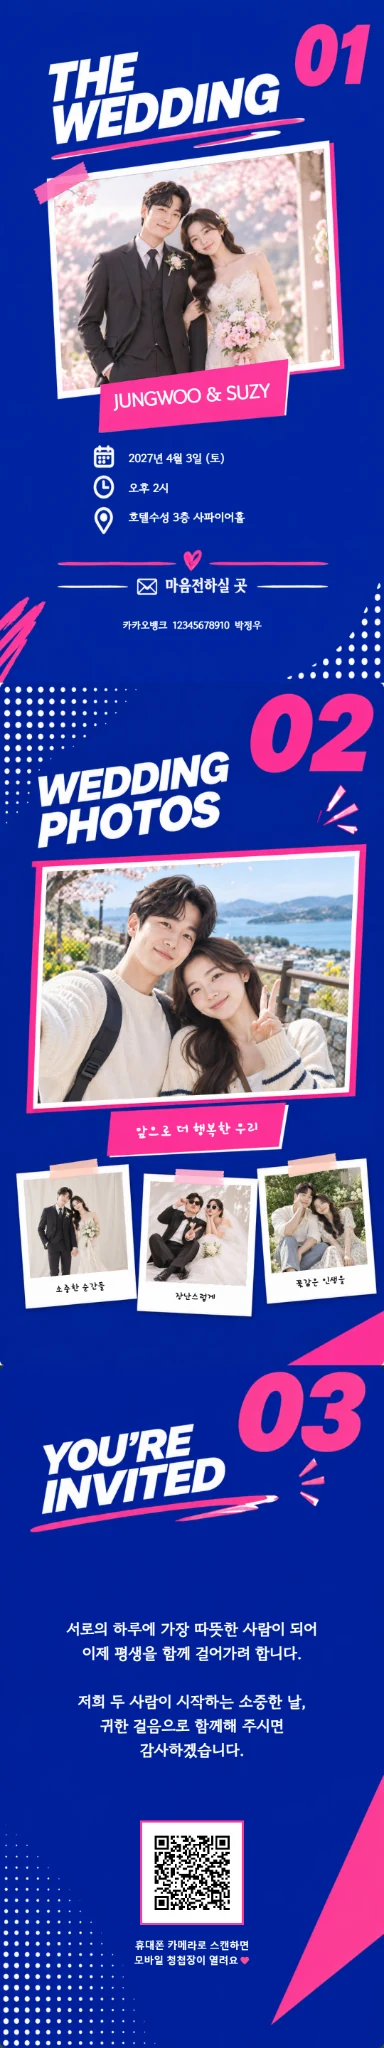 01
THE
WEDDING
JUNGWOO & SUZY
2027년 4월 3일 (토)
오후 2시
호텔수성 3층 사파이어홀
마음전하실 곳
카카오뱅크 12345678910 박정우
02
WEDDING
PHOTOS
앞으로 더 행복한 우리
소중한 순간들
장난스럽게
꽃같은 인생중
03
YOU'RE
INVITED
서로의 하루에 가장 따뜻한 사람이 되어
이제 평생을 함께 걸어가려 합니다.
저희 두 사람이 시작하는 소중한 날,
귀한 걸음으로 함께해 주시면
감사하겠습니다.
휴대폰 카메라로 스캔하면
모바일 청첩장이 열려요